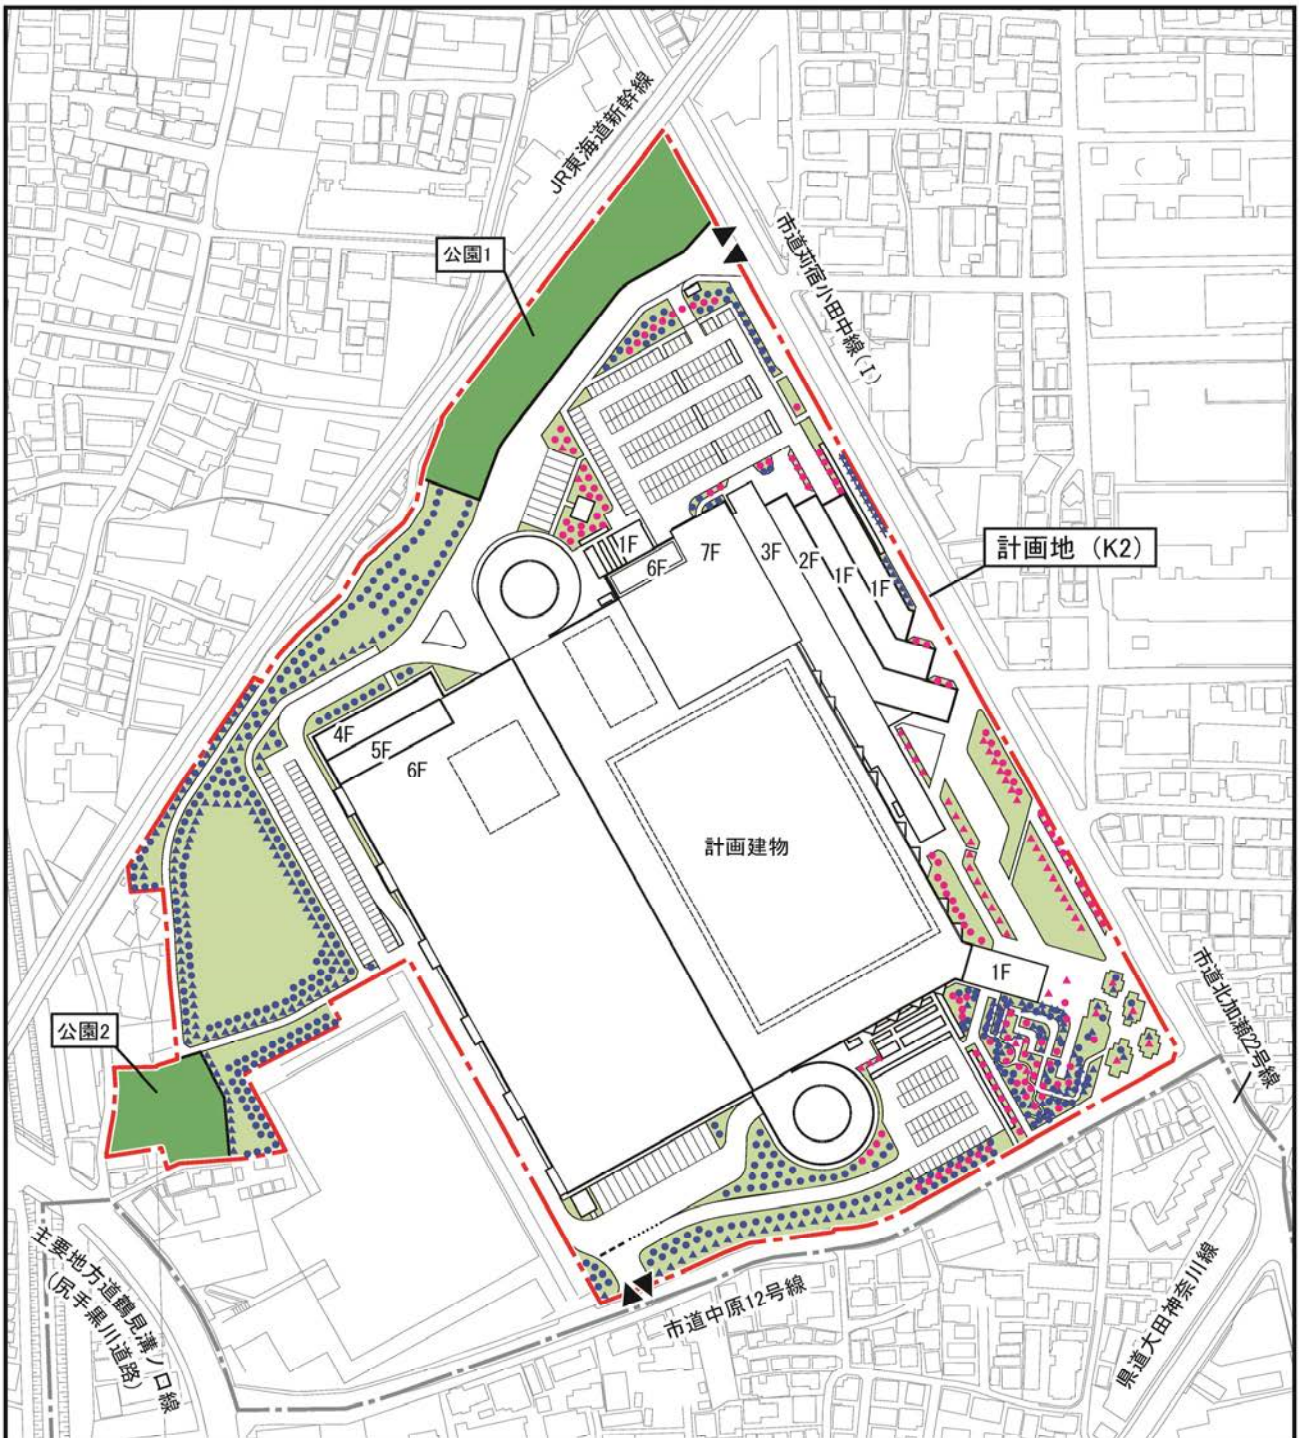 JR東海道新幹線
公園1
市道苅宿小田中線(I)
計画地 (K2)
1F
6F
7F
3F
2F
1F
1F
4F
5F
6F
計画建物
1F
公園2
市道北加瀬22号線
主要地方道鶴見溝ノ口線
(尻手黒川道路)
市道中原12号線
県道大田神奈川線